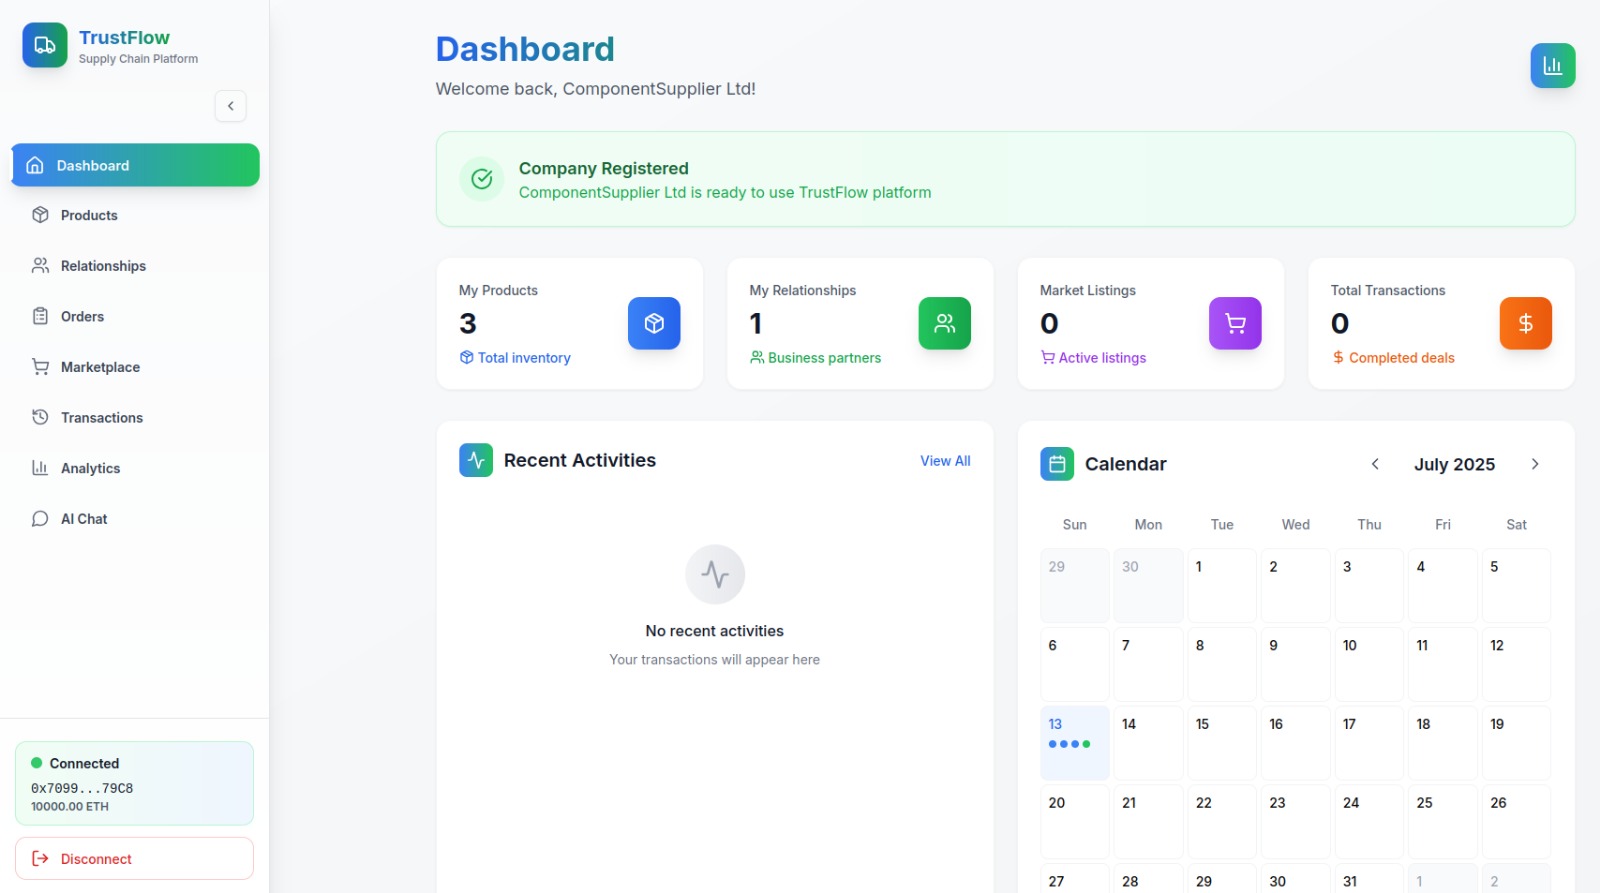 TrustFlow
Supply Chain Platform
Dashboard
Products
Relationships
Orders
Marketplace
Transactions
Analytics
AI Chat
Connected
0x7099...79C8
10000.00 ETH
Disconnect
Dashboard
Welcome back, ComponentSupplier Ltd!
Company Registered
ComponentSupplier Ltd is ready to use TrustFlow platform
My Products
3
Total inventory
My Relationships
1
Business partners
Market Listings
0
Active listings
Total Transactions
0
Completed deals
Recent Activities
View All
No recent activities
Your transactions will appear here
Calendar
July 2025
Sun Mon Tue Wed Thu Fri Sat
29 30 1 2 3 4 5
6 7 8 9 10 11 12
13 14 15 16 17 18 19
20 21 22 23 24 25 26
27 28 29 30 31 1 2